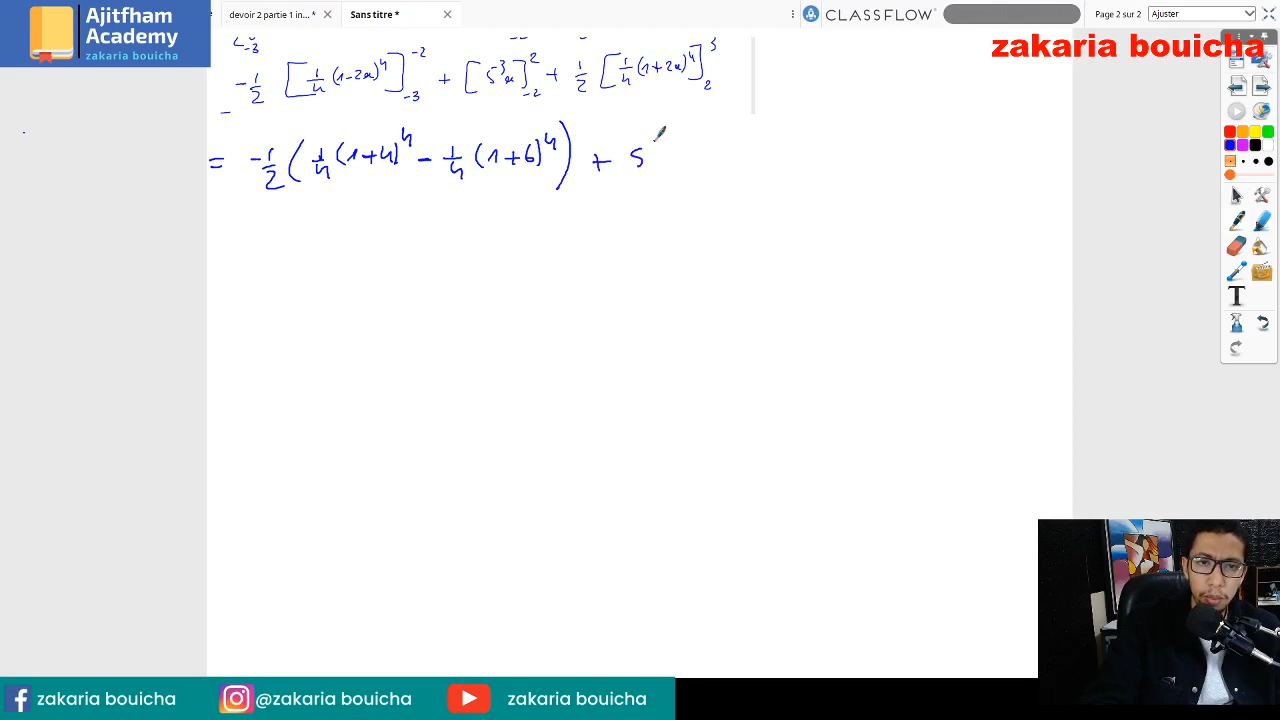 Ajitfham
Academy
zakaria bouicha
devoir 2 partie 1 in... *
Sans titre *
CLASSFLOW
Page 2 sur 2
Ajuster
zakaria bouicha
-1/2 [1/4 (1-2x)^4]_{-3}^{-2} + [5^3 x]_{-2}^{2} + 1/2 [1/4 (1+2x)^4]_2^3
= -1/2 (1/4 (1+4)^4 - 1/4 (1+6)^4) + 5
T
zakaria bouicha
@zakaria bouicha
zakaria bouicha